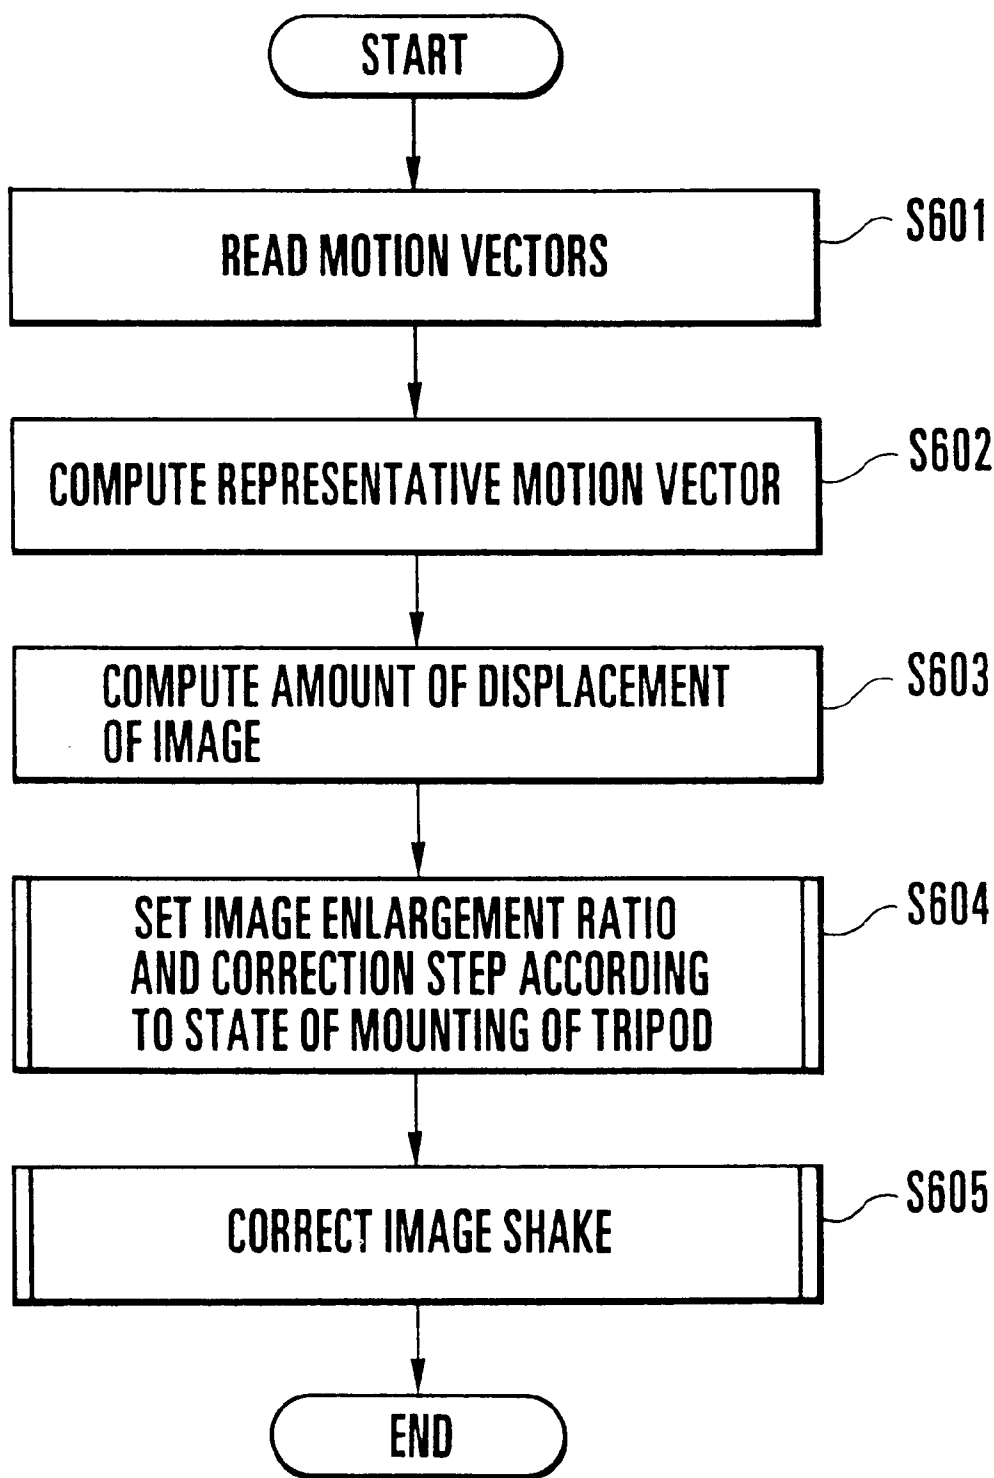 START
READ MOTION VECTORS
S601
COMPUTE REPRESENTATIVE MOTION VECTOR
S602
COMPUTE AMOUNT OF DISPLACEMENT
OF IMAGE
S603
SET IMAGE ENLARGEMENT RATIO
AND CORRECTION STEP ACCORDING
TO STATE OF MOUNTING OF TRIPOD
S604
CORRECT IMAGE SHAKE
S605
END